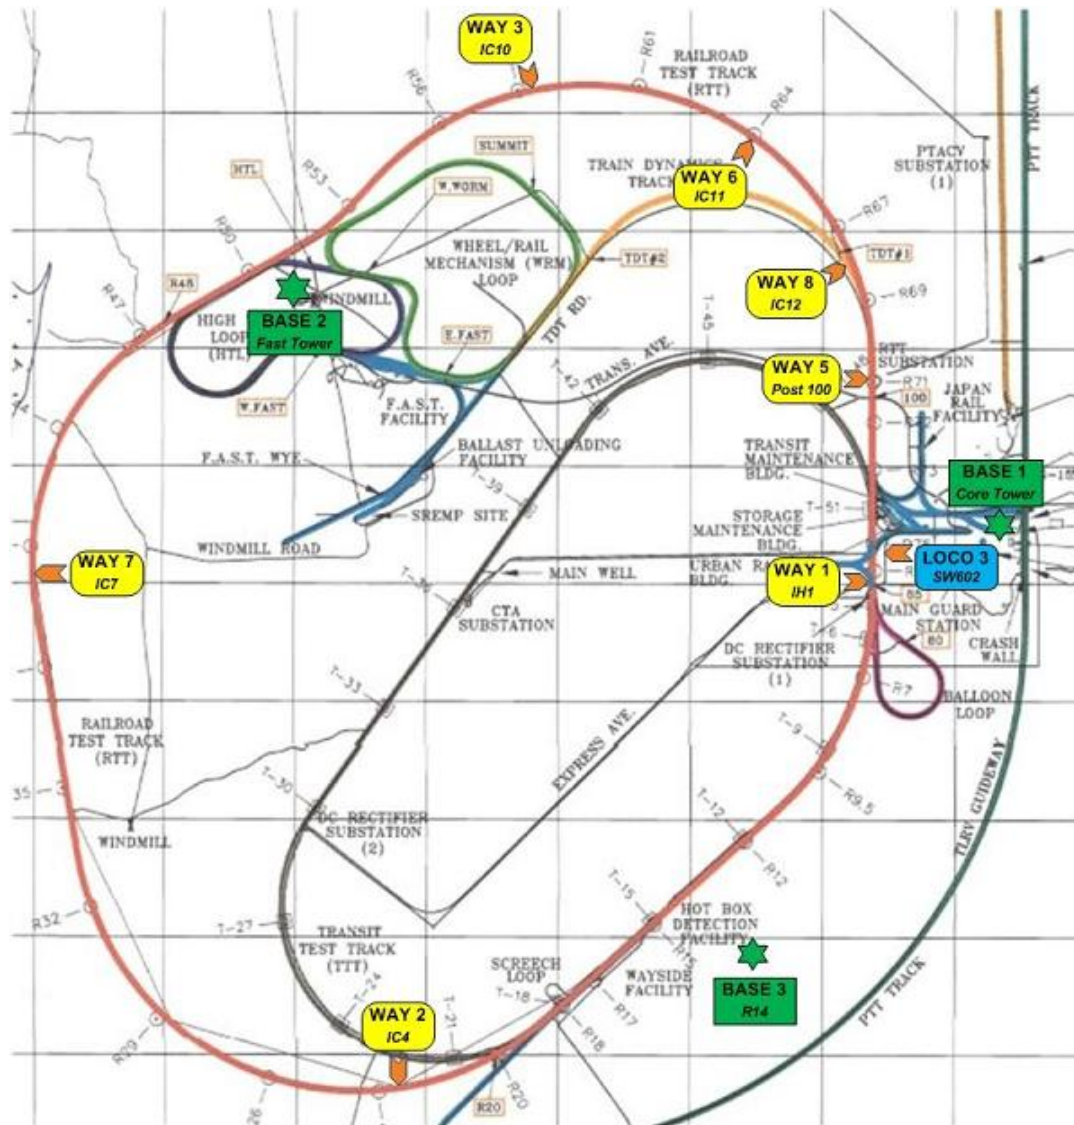 WAY 3
IC10
R61
RAILROAD
TEST TRACK
(RTT)
R56
R64
PTT TRACK
SUMMIT
PTACV
SUBSTATION
(1)
TRAIN DYNAMICS
TRACK
HTL
W.WORM
WAY 6
IC11
R53
R67
R50
WHEEL/RAIL
MECHANISM (WRM)
LOOP
TDT#2
TDT#1
WAY 8
IC12
R48
R47
WINDMILL
R69
BASE 2
Fast Tower
HIGH
LOOP
(HTL)
TDT RD.
T-45
E.FAST
RTT
SUBSTATION
WAY 5
Post 100
R71
TRANS. AVE.
T-42
W.FAST
100
JAPAN
RAIL
FACILITY
F.A.S.T.
FACILITY
BALLAST UNLOADING
FACILITY
TRANSIT
MAINTENANCE
BLDG.
F.A.S.T. WYE
BASE 1
Core Tower
T-39
T-51
SREMP SITE
STORAGE
MAINTENANCE
BLDG.
WINDMILL ROAD
LOCO 3
SW602
WAY 7
IC7
MAIN WELL
URBAN
BLDG.
WAY 1
IH1
85
T-36
CTA
SUBSTATION
MAIN GUARD
STATION
T-6
80
CRASH
WALL
DC RECTIFIER
SUBSTATION
(1)
R7
BALLOON
LOOP
T-33
RAILROAD
TEST TRACK
(RTT)
EXPRESS AVE.
T-9
R9.5
T-30
35
T-12
DC RECTIFIER
SUBSTATION
(2)
WINDMILL
TLRV GUIDEWAY
R12
T-15
R32
T-27
HOT BOX
DETECTION
FACILITY
R15
TRANSIT
TEST TRACK
(TTT)
SCREECH
LOOP
WAYSIDE
FACILITY
BASE 3
R14
PTT TRACK
T-24
T-18
R17
WAY 2
IC4
T-21
R18
R29
R20
R20
26